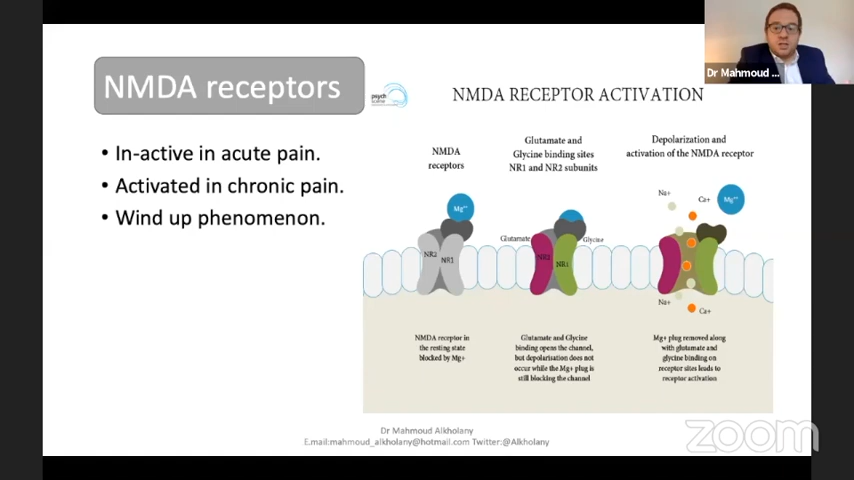 Dr Mahmoud ...
NMDA receptors
• In-active in acute pain.
• Activated in chronic pain.
• Wind up phenomenon.
psych
scene
NMDA RECEPTOR ACTIVATION
NMDA
receptors
Glutamate and
Glycine binding sites
NR1 and NR2 subunits
Depolarization and
activation of the NMDA receptor
Mg++
NR2
NR1
Glutamate
Glycine
NR2
NR1
Na+
Ca+
Mg++
Na+
Ca+
NMDA receptor in
the resting state
blocked by Mg+
Glutamate and Glycine
binding opens the channel,
but depolarisation does not
occur while the Mg+ plug is
still blocking the channel
Mg+ plug removed along
with glutamate and
glycine binding on
receptor sites leads to
receptor activation
Dr Mahmoud Alkholany
E.mail:mahmoud_alkholany@hotmail.com Twitter:@Alkholany
zoom